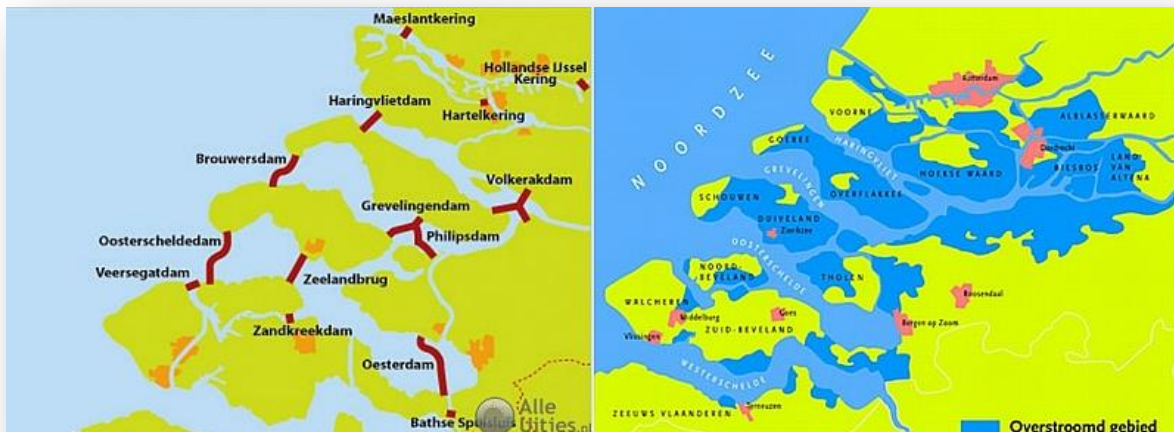 Maeslantkering
Hollandse IJssel
Kering
Haringvlietdam
Hartelkering
Brouwersdam
Volkerakdam
Grevelingendam
Oosterscheldedam
Philipsdam
Veersegatdam
Zeelandbrug
Zandkreekdam
Oesterdam
Bathse Spuisluis
Alle
Uitjes.nl
NOORDZEE
Rotterdam
VOORNE
ALBLASSERWAARD
GOEREE
HARINGVLIET
Dordrecht
LAND-
VAN
ALTENA
BIESBOS
HOEKSE WAARD
GREVELINGEN
OVERFLAKKEE
SCHOUWEN
DUIVELAND
Zierikzee
OOSTERSCHELDE
NOORD-
BEVELAND
THOLEN
Roosendaal
WALCHEREN
Middelburg
Goes
Bergen op Zoom
Vlissingen
ZUID-BEVELAND
WESTERSCHELDE
Terneuzen
ZEEUWS VLAANDEREN
Overstroomd gebied